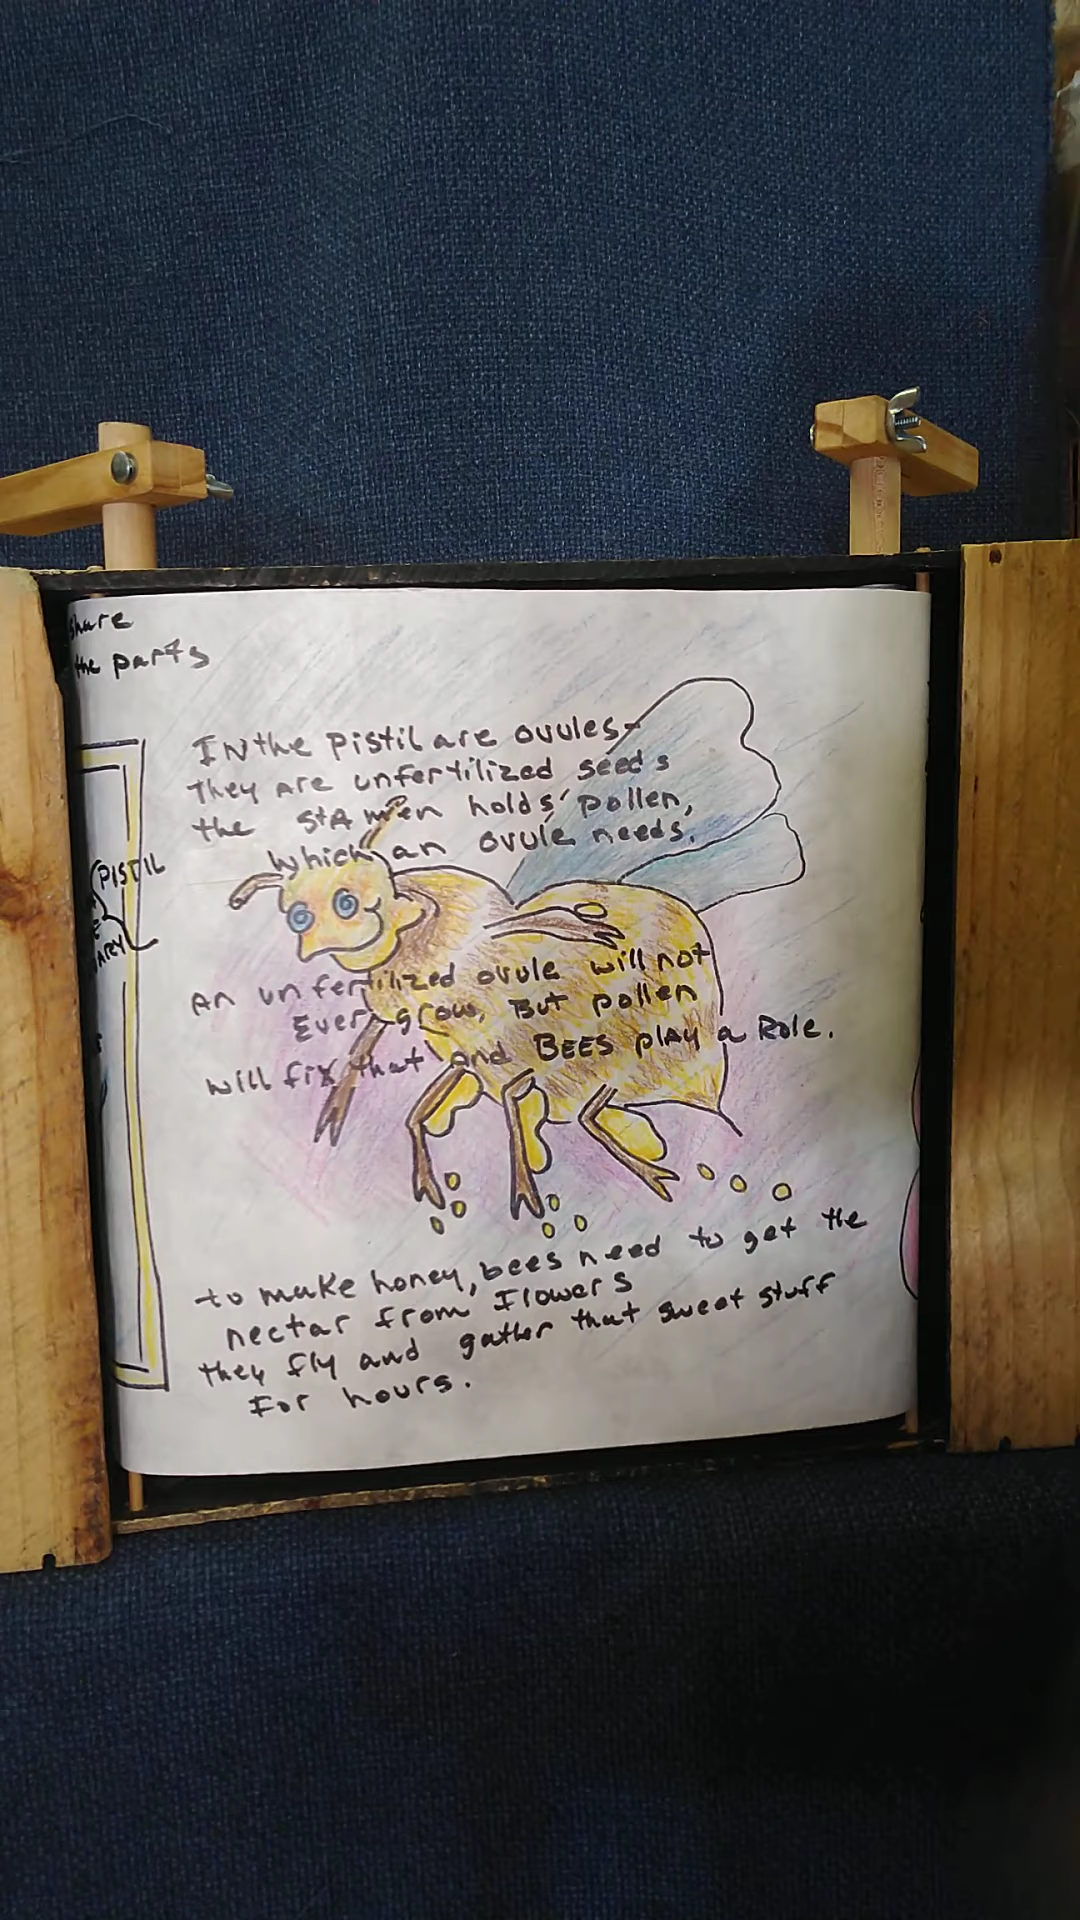 share
the parts
PISTIL
ARY
In the pistil are ovules-
they are unfertilized seeds
the stamen holds pollen,
which an ovule needs.
An unfertilized ovule will not
Ever grow, But pollen
will fix that and BEES play a Role.
to make honey, bees need to get the
nectar from Flowers
they fly and gather that sweet stuff
For hours.